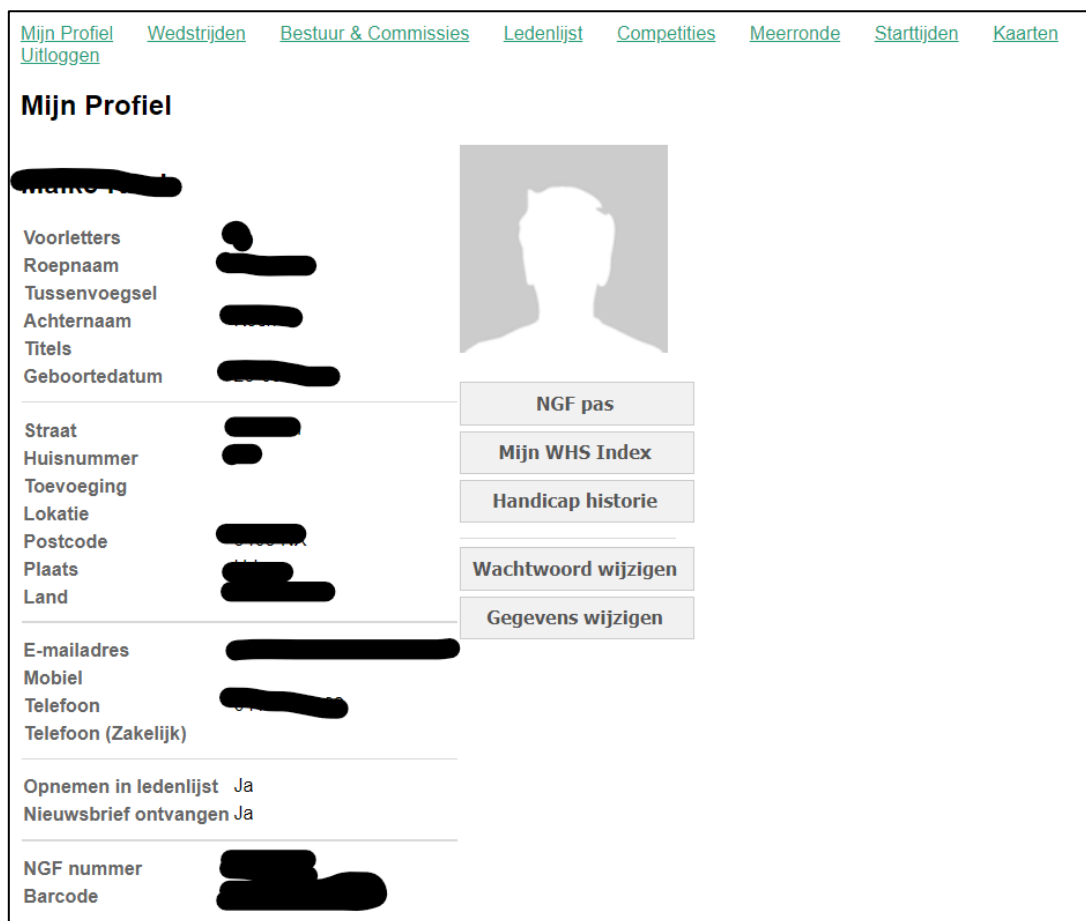 Mijn Profiel Wedstrijden Bestuur & Commissies Ledenlijst Competities Meerronde Starttijden Kaarten
Uitloggen
Mijn Profiel
Voorletters
Roepnaam
Tussenvoegsel
Achternaam
Titels
Geboortedatum
NGF pas
Straat
Mijn WHS Index
Huisnummer
Toevoeging
Handicap historie
Lokatie
Postcode
Plaats
Wachtwoord wijzigen
Land
Gegevens wijzigen
E-mailadres
Mobiel
Telefoon
Telefoon (Zakelijk)
Opnemen in ledenlijst Ja
Nieuwsbrief ontvangen Ja
NGF nummer
Barcode